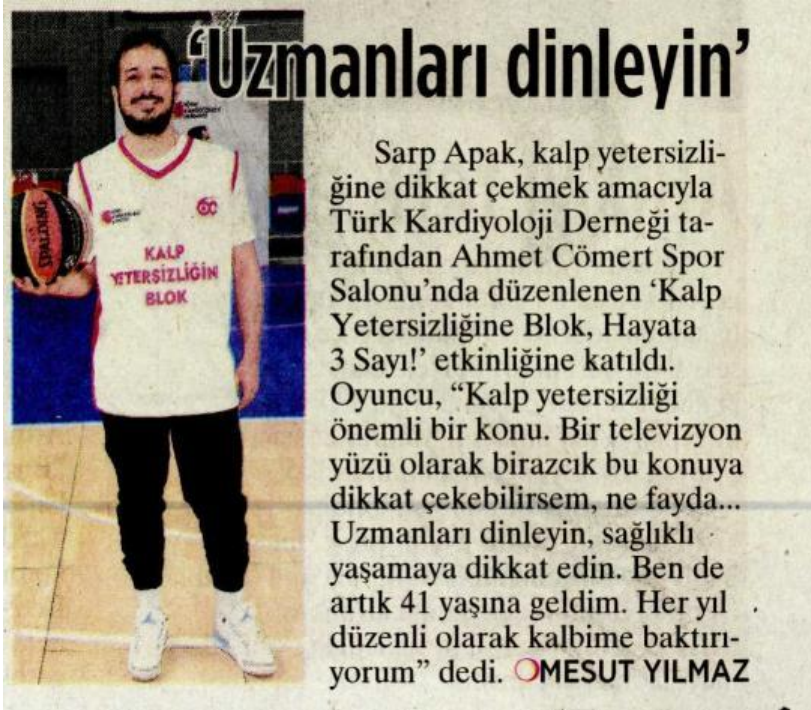 'Uzmanları dinleyin'
Sarp Apak, kalp yetersizli-
ğine dikkat çekmek amacıyla
Türk Kardiyoloji Derneği ta-
rafından Ahmet Cömert Spor
Salonu'nda düzenlenen 'Kalp
Yetersizliğine Blok, Hayata
3 Sayı!' etkinliğine katıldı.
Oyuncu, "Kalp yetersizliği
önemli bir konu. Bir televizyon
yüzü olarak birazcık bu konuya
dikkat çekebilirsem, ne fayda...
Uzmanları dinleyin, sağlıklı
yaşamaya dikkat edin. Ben de
artık 41 yaşına geldim. Her yıl
düzenli olarak kalbime baktırı-
yorum" dedi. MESUT YILMAZ
SPALDING
KALP
YETERSİZLİĞİN
BLOK